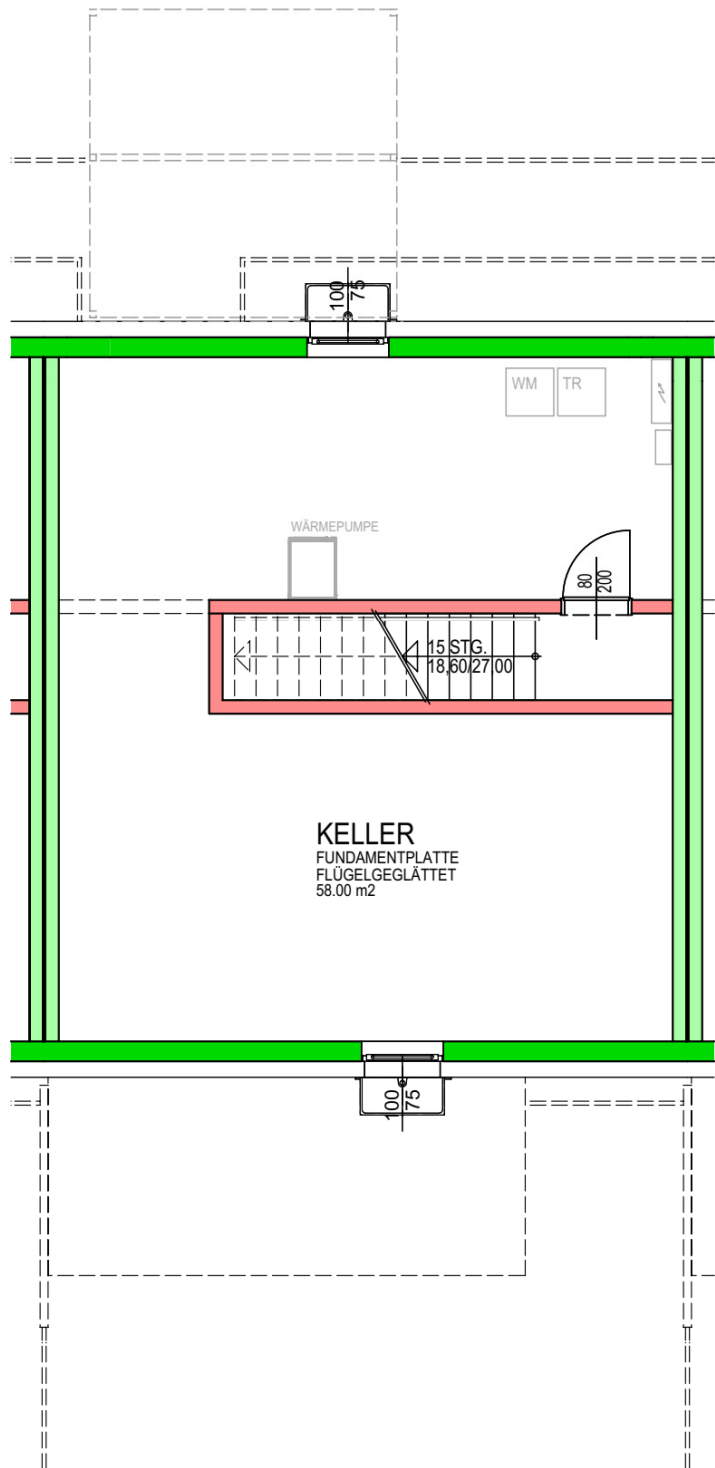 100
75
WM TR
WÄRMEPUMPE
80
200
1
15 STG.
18,60/27,00
KELLER
FUNDAMENTPLATTE
FLÜGELGEGLÄTTET
58.00 m2
100
75